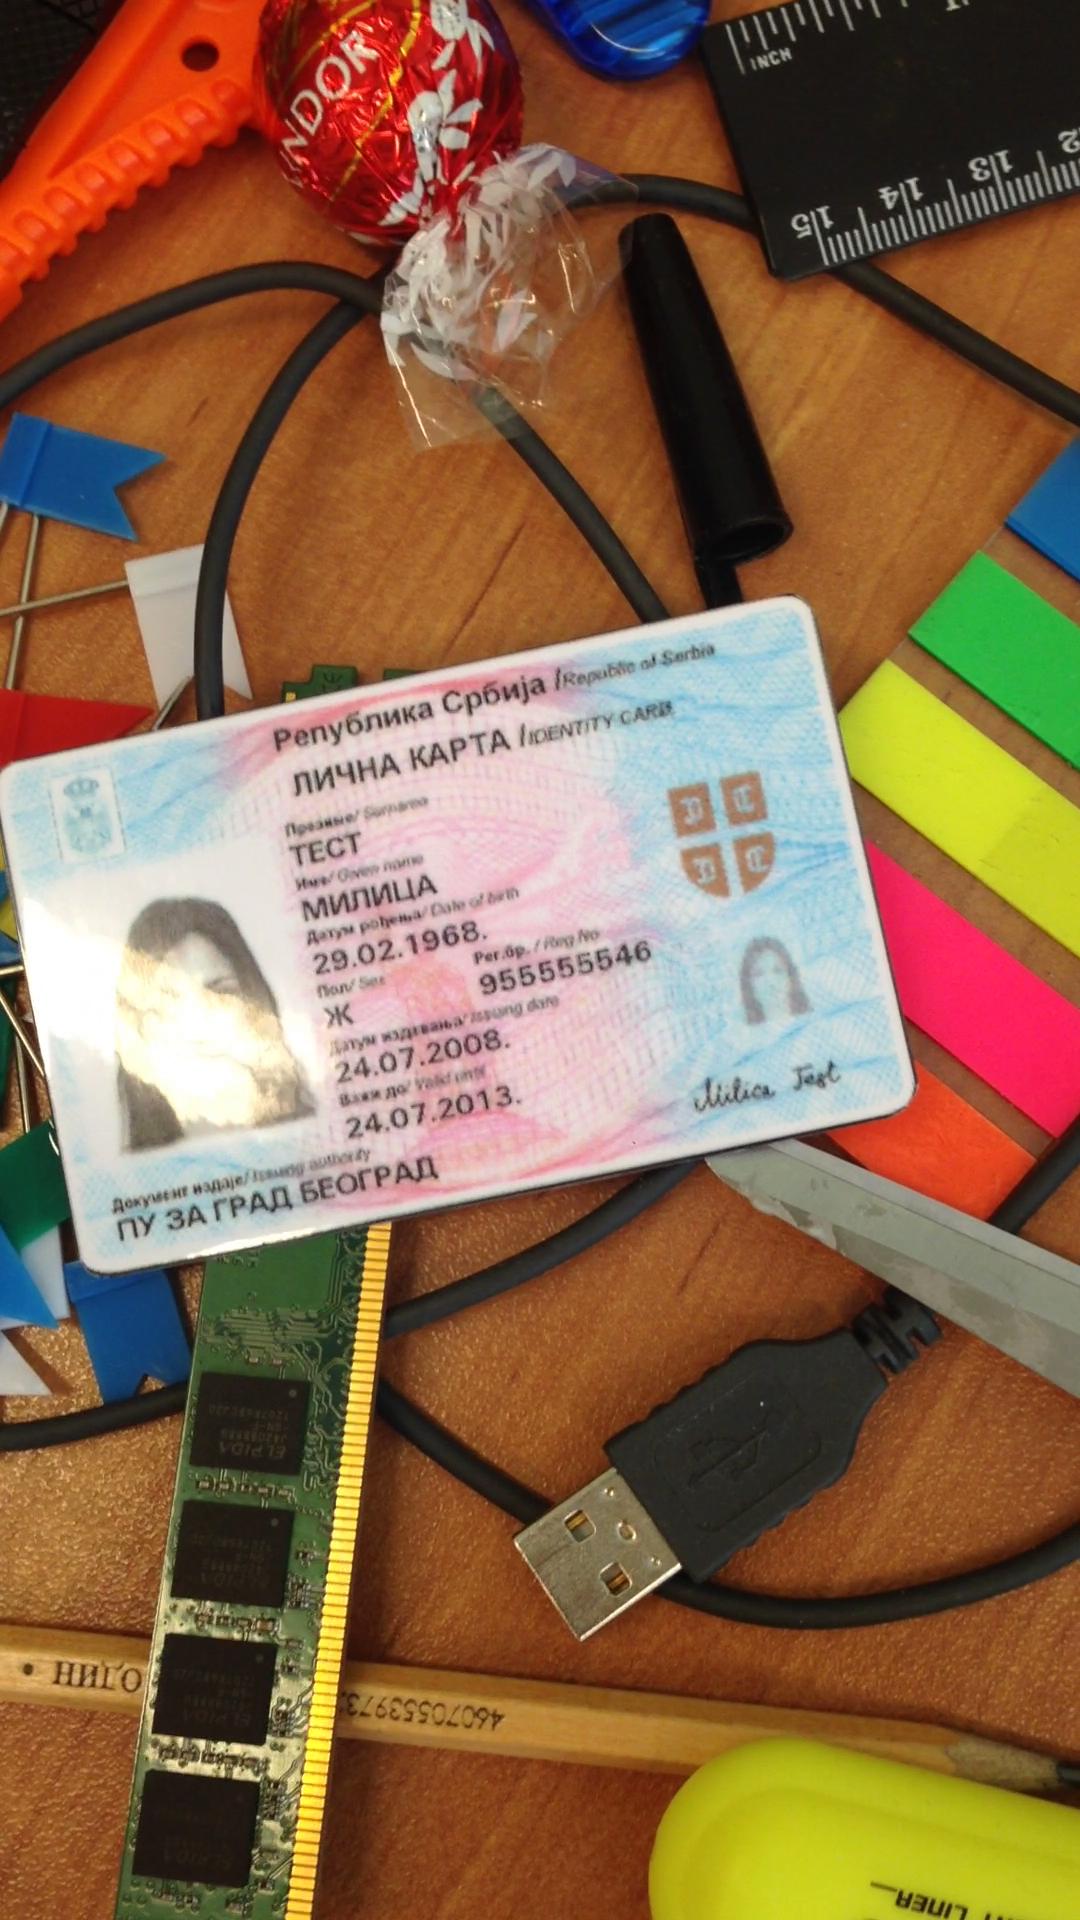 NDOR
INCH
12
13
14
15
Република Србија /Republic of Serbia
ЛИЧНА КАРТА /IDENTITY CARD
Презиме/ Surname
ТЕСТ
Име/ Given name
МИЛИЦА
Датум рођења/ Date of birth
29.02.1968.
Пол/ Sex
Рег.бр. / Reg No
Ж
955555546
Датум издавања/ Issuing date
24.07.2008.
Важи до/ Valid until
24.07.2013.
Milica Test
Документ издаје/ Issuing authority
ПУ ЗА ГРАД БЕОГРАД
ELPIDA
ELPIDA
ELPIDA
ELPIDA
ОДИН
4607055397
LINER